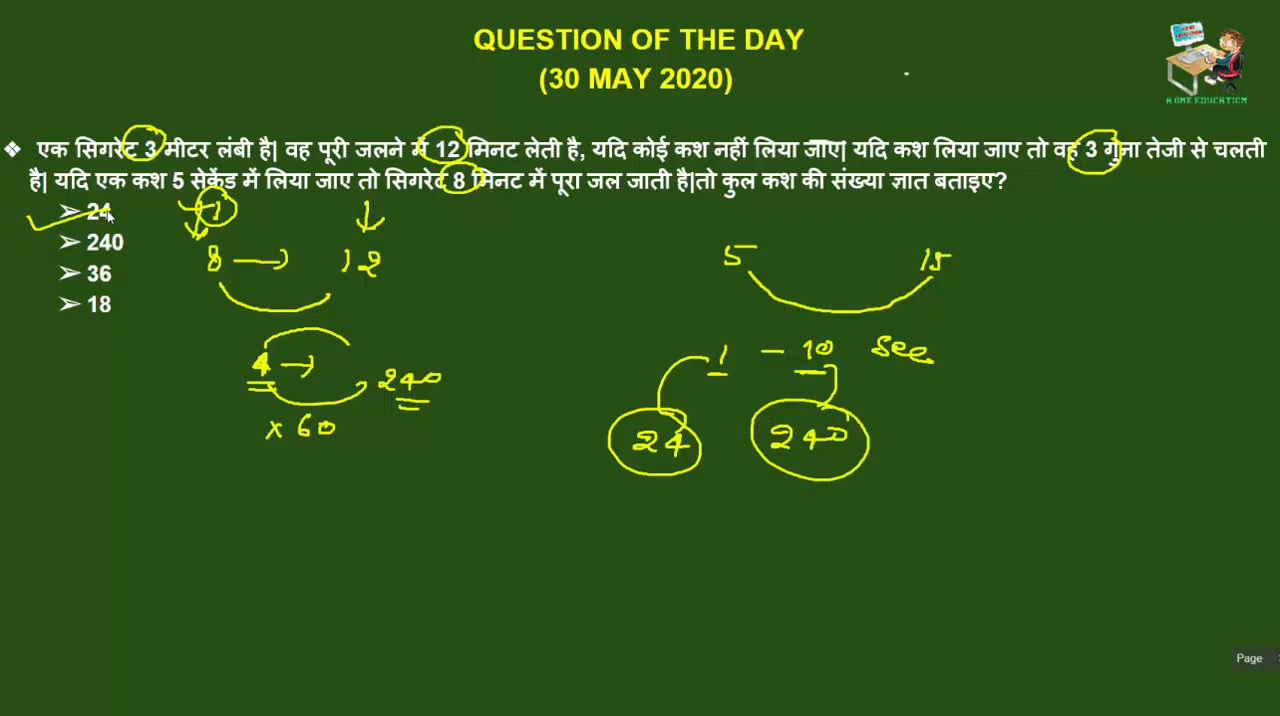 QUESTION OF THE DAY
(30 MAY 2020)
A ONE EDUCATION
❖ एक सिगरेट 3 मीटर लंबी है| वह पूरी जलने में 12 मिनट लेती है, यदि कोई कश नहीं लिया जाए| यदि कश लिया जाए तो वह 3 गुना तेजी से चलती
है| यदि एक कश 5 सेकेंड में लिया जाए तो सिगरेट 8 मिनट में पूरा जल जाती है|तो कुल कश की संख्या ज्ञात बताइए?
➢ 24
➢ 240
➢ 36
➢ 18
8 → 12
5 15
4 → 240
x 60
1 - 10 Sec
24 240
Page